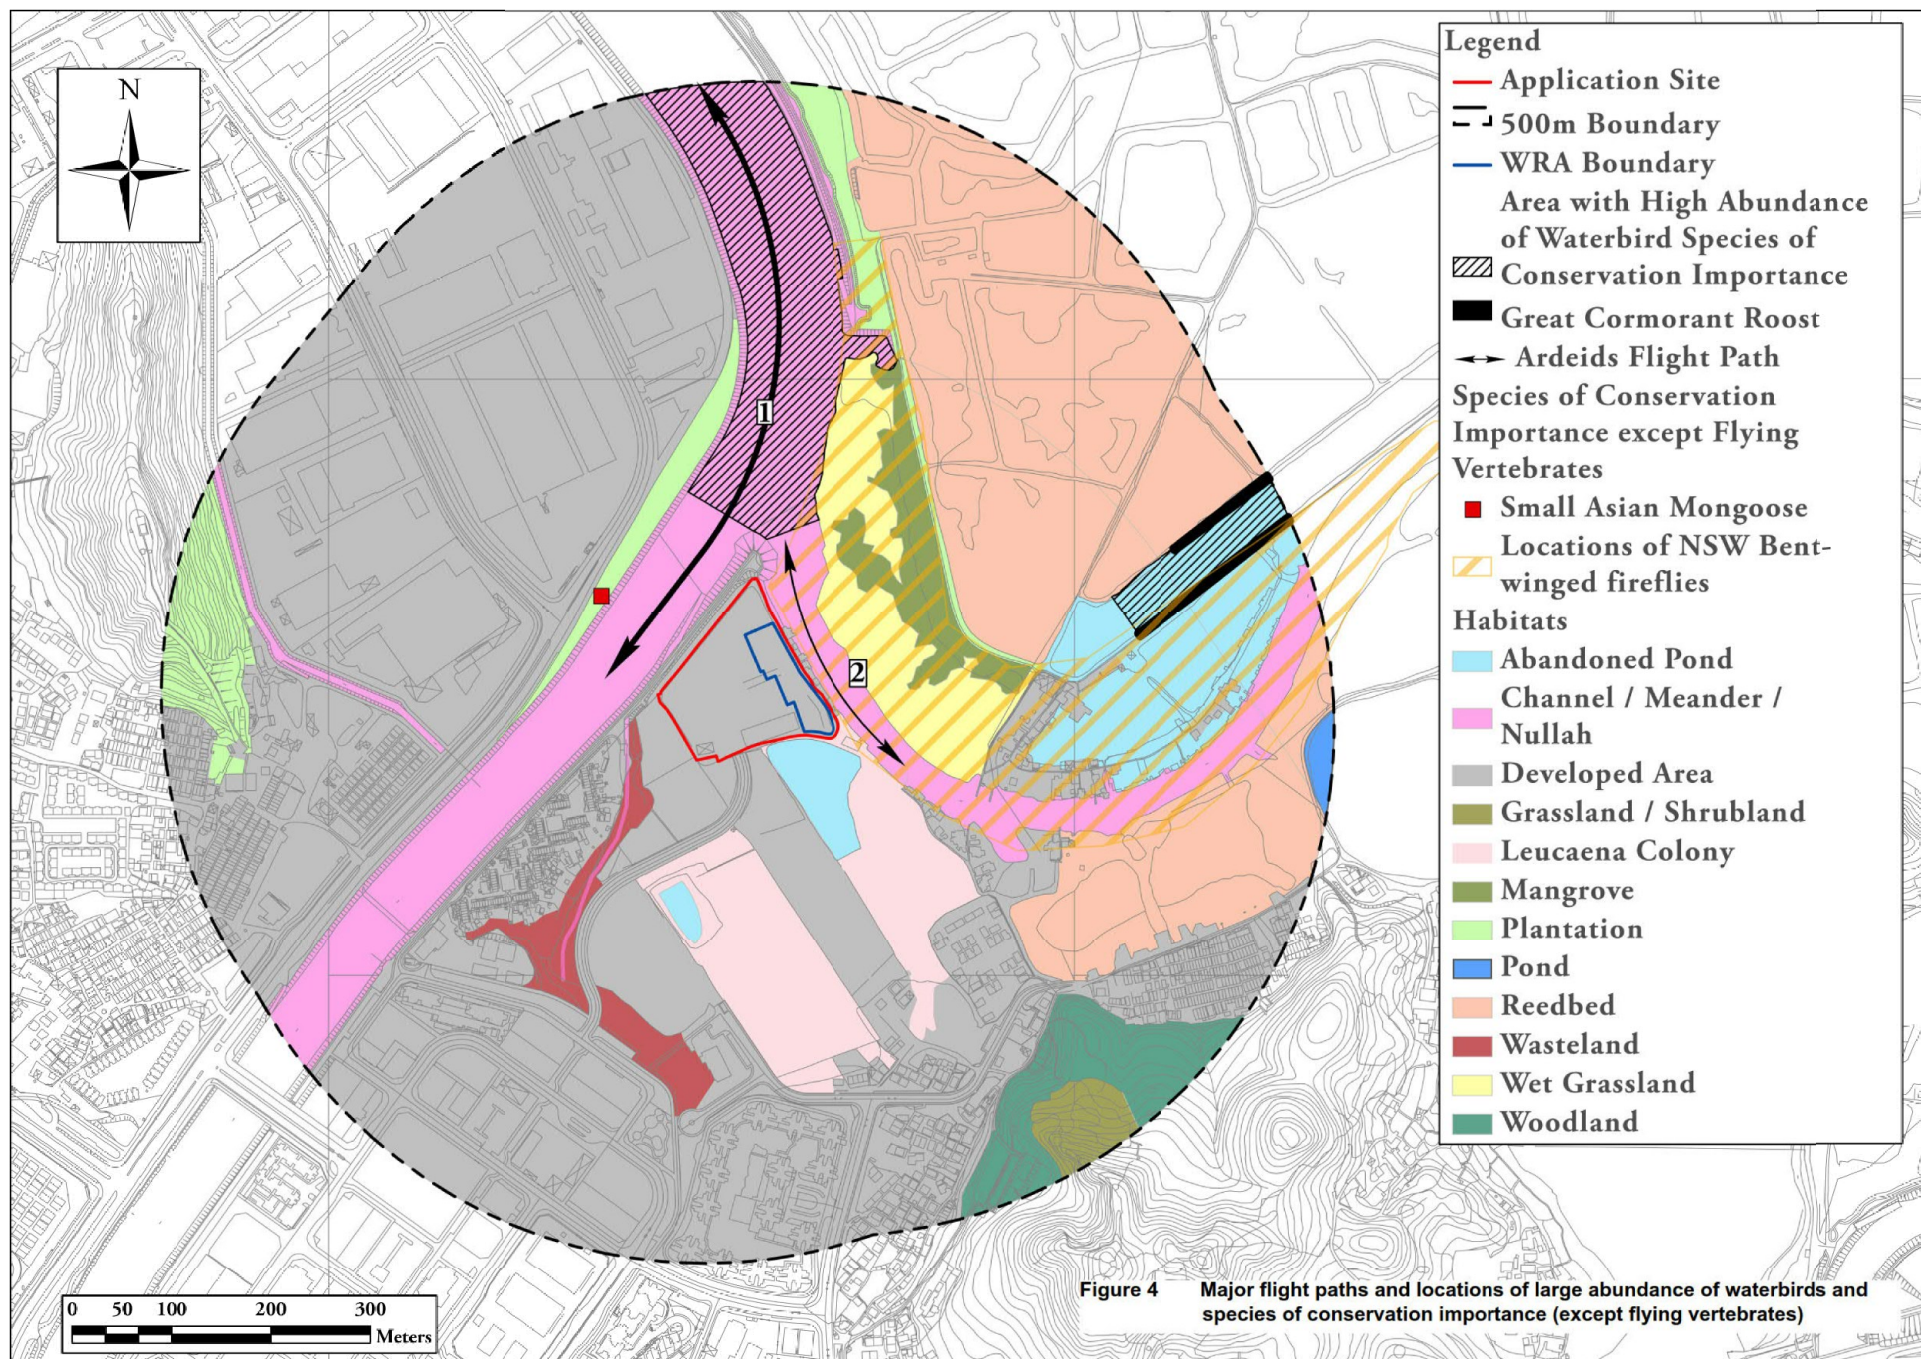 N
1
2
Legend
Application Site
500m Boundary
WRA Boundary
Area with High Abundance
of Waterbird Species of
Conservation Importance
Great Cormorant Roost
Ardeids Flight Path
Species of Conservation
Importance except Flying
Vertebrates
Small Asian Mongoose
Locations of NSW Bent-
winged fireflies
Habitats
Abandoned Pond
Channel / Meander /
Nullah
Developed Area
Grassland / Shrubland
Leucaena Colony
Mangrove
Plantation
Pond
Reedbed
Wasteland
Wet Grassland
Woodland
0 50 100 200 300
Meters
Figure 4 Major flight paths and locations of large abundance of waterbirds and
species of conservation importance (except flying vertebrates)